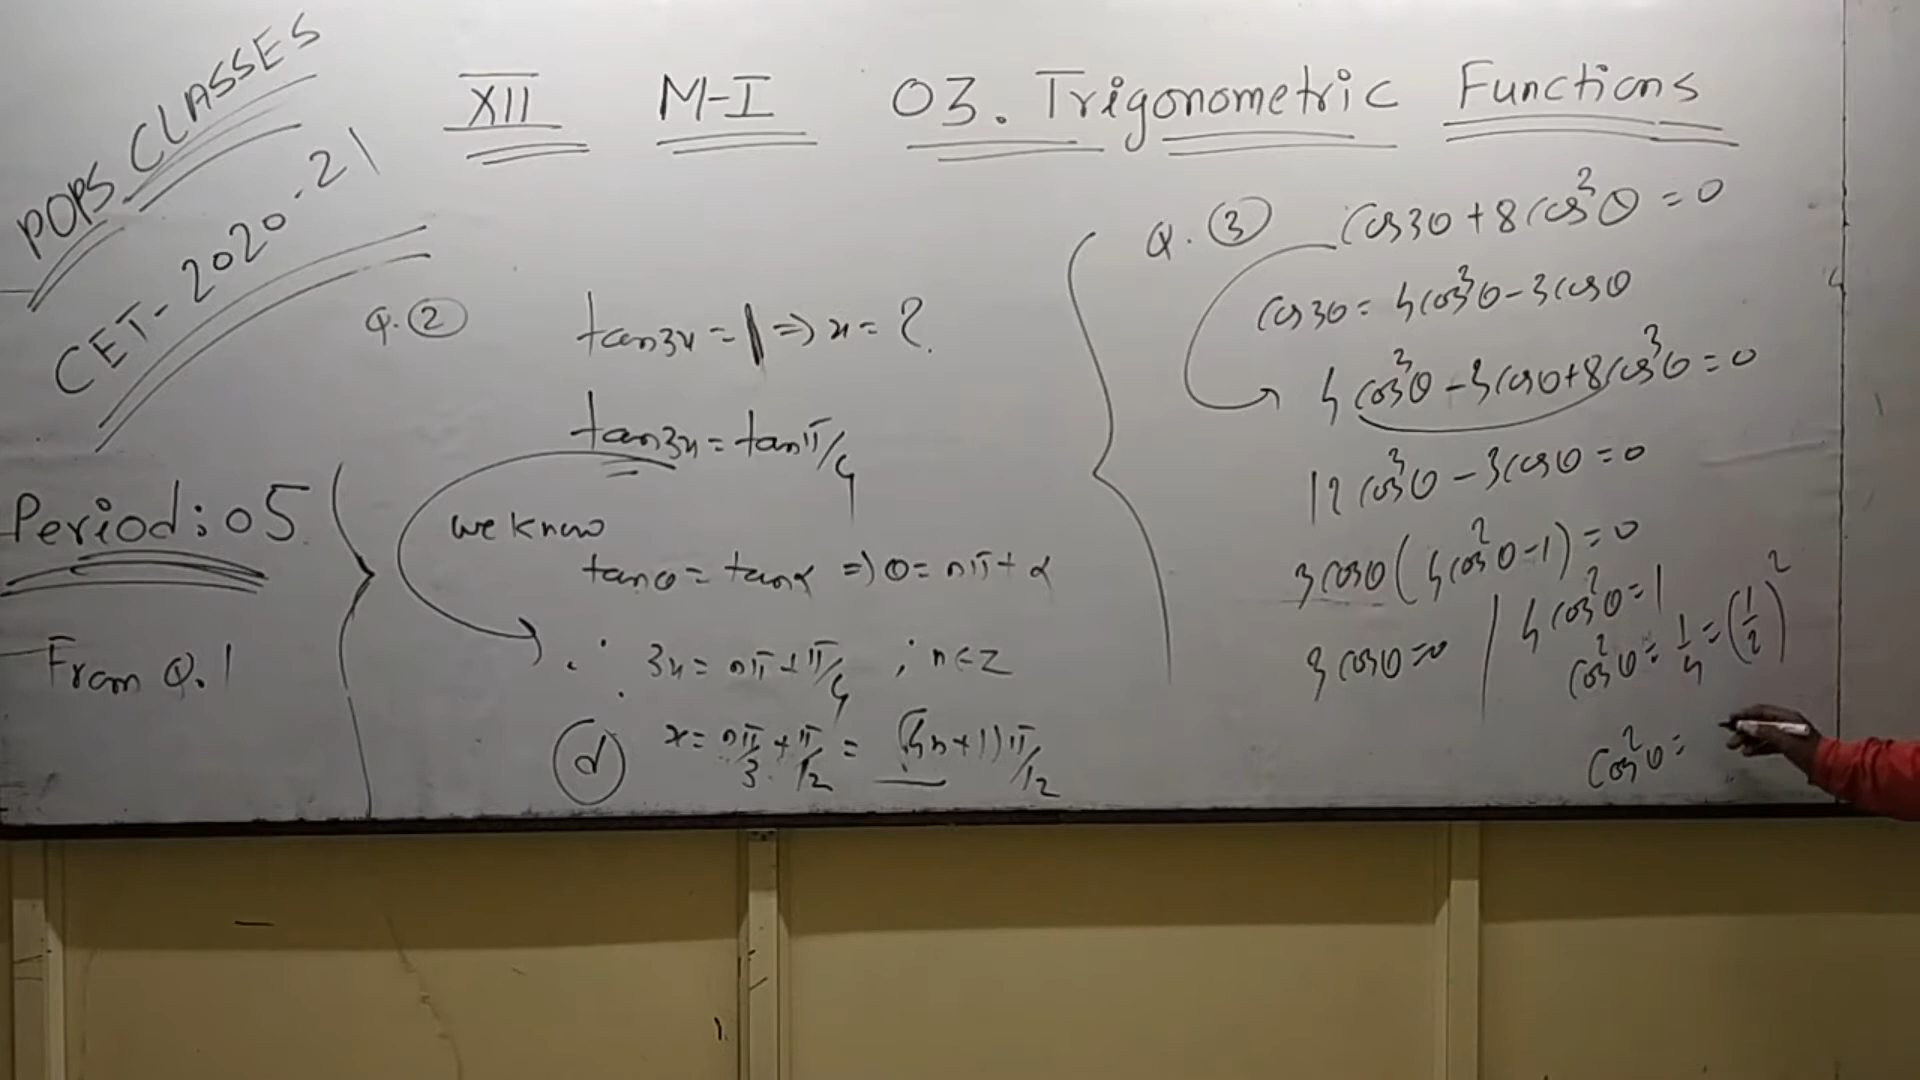 POPS CLASSES
CET-2020-21
XII M-I 03. Trigonometric Functions
Period: 05
From Q.1
Q. (2) tan3x = 1 ⇒ x = ?
tan3x = tan π/4
we know
tanθ = tanα ⇒ θ = nπ + α
∴ 3x = nπ + π/4 ; n ∈ Z
(d) x = nπ/3 + π/12 = (4n+1) π/12
Q. (3) cos3θ + 8cos³θ = 0
cos3θ = 4cos³θ - 3cosθ
4cos³θ - 3cosθ + 8cos³θ = 0
12cos³θ - 3cosθ = 0
3cosθ (4cos²θ - 1) = 0
3cosθ = 0 | 4cos²θ = 1
cos²θ = 1/4 = (1/2)²
cos²θ =